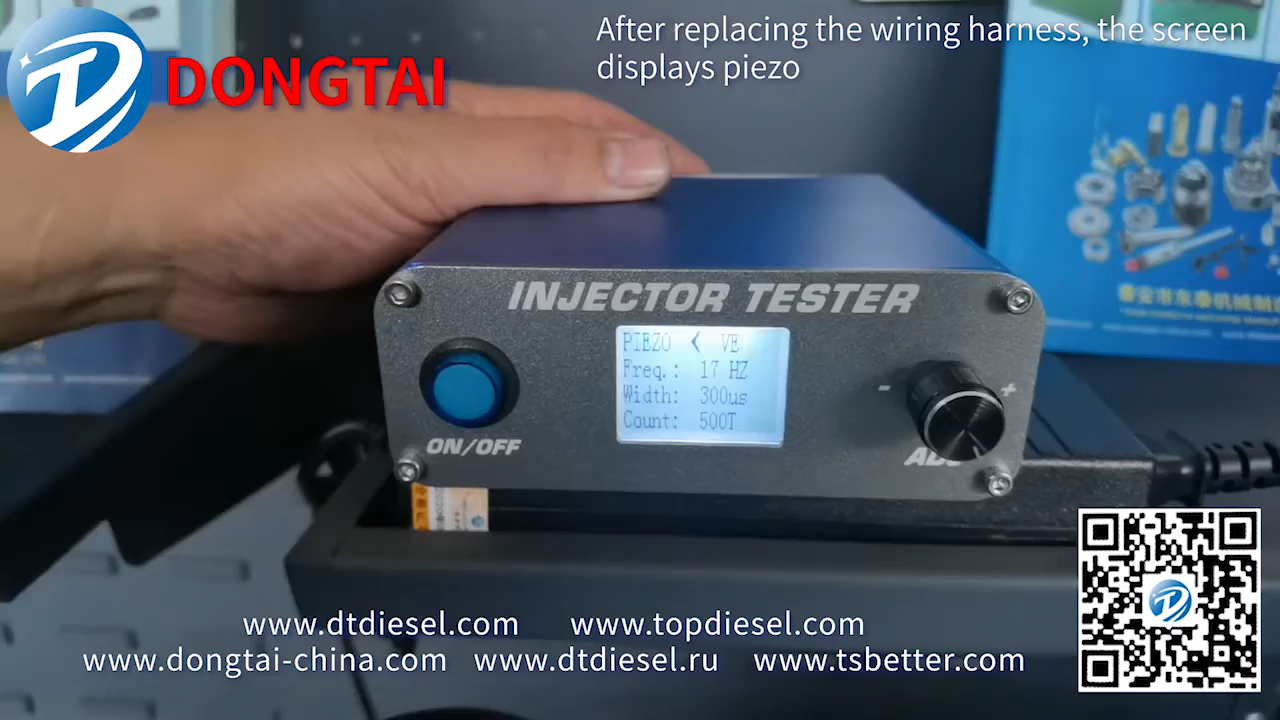 After replacing the wiring harness, the screen
displays piezo
DONGTAI
INJECTOR TESTER
PIEZO < VE
Freq.: 17 HZ
Width: 300us
Count: 500T
- +
ON/OFF
www.dtdiesel.com www.topdiesel.com
www.dongtai-china.com www.dtdiesel.ru www.tsbetter.com